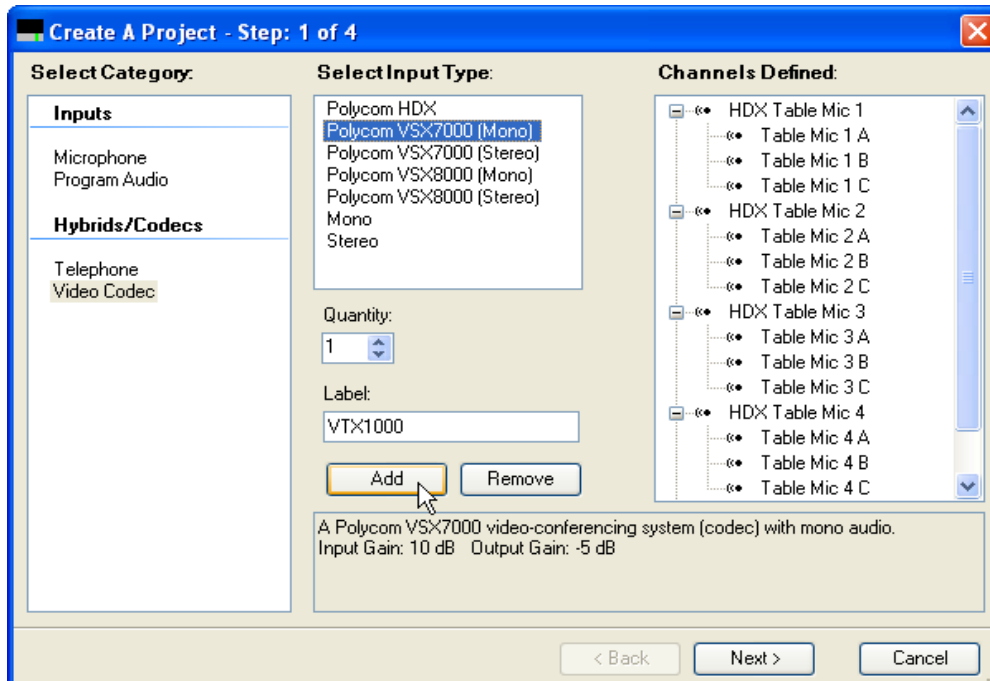 Create A Project - Step: 1 of 4
Select Category:
Inputs
Microphone
Program Audio
Hybrids/Codecs
Telephone
Video Codec
Select Input Type:
Polycom HDX
Polycom VSX7000 (Mono)
Polycom VSX7000 (Stereo)
Polycom VSX8000 (Mono)
Polycom VSX8000 (Stereo)
Mono
Stereo
Quantity:
1
Label:
VTX1000
Add
Remove
Channels Defined:
HDX Table Mic 1
Table Mic 1 A
Table Mic 1 B
Table Mic 1 C
HDX Table Mic 2
Table Mic 2 A
Table Mic 2 B
Table Mic 2 C
HDX Table Mic 3
Table Mic 3 A
Table Mic 3 B
Table Mic 3 C
HDX Table Mic 4
Table Mic 4 A
Table Mic 4 B
Table Mic 4 C
A Polycom VSX7000 video-conferencing system (codec) with mono audio.
Input Gain: 10 dB Output Gain: -5 dB
< Back
Next >
Cancel